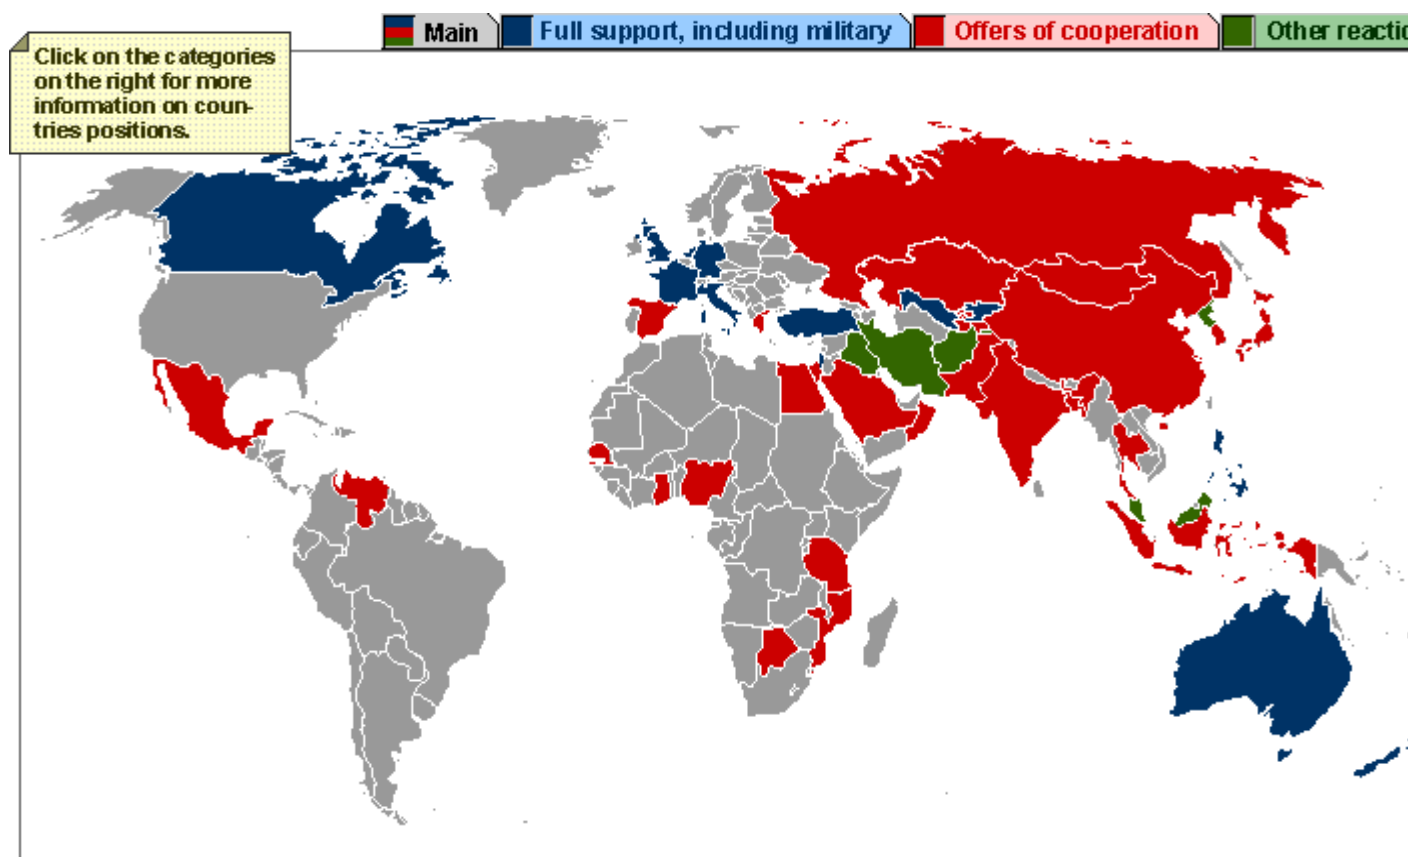 Main
Full support, including military
Offers of cooperation
Other reactio
Click on the categories
on the right for more
information on coun-
tries positions.